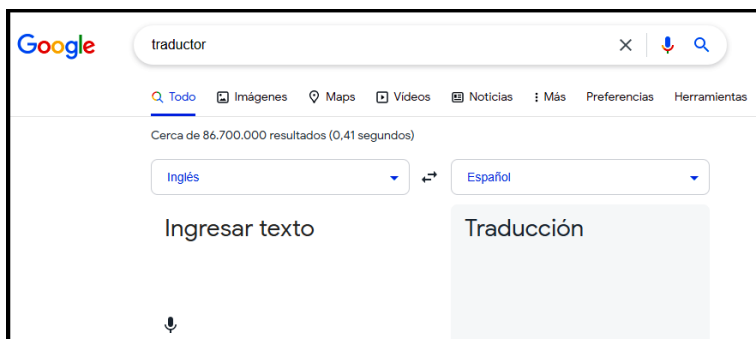 Google
traductor
Todo Imágenes Maps Vídeos Noticias Más Preferencias Herramientas
Cerca de 86.700.000 resultados (0,41 segundos)
Inglés Español
Ingresar texto Traducción